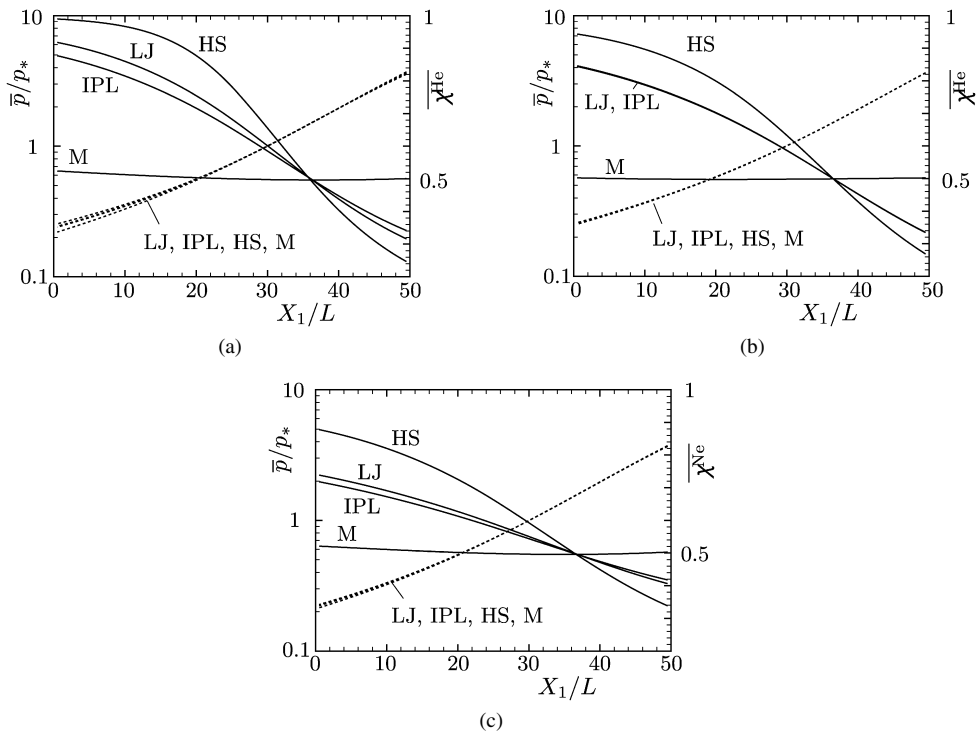 10
1
0.1
p̅/p*
HS
LJ
IPL
M
LJ, IPL, HS, M
1
0.5
χ̅ᴴᵉ
0 10 20 30 40 50
X₁/L
(a)
10
1
0.1
p̅/p*
HS
LJ, IPL
M
LJ, IPL, HS, M
1
0.5
χ̅ᴴᵉ
0 10 20 30 40 50
X₁/L
(b)
10
1
0.1
p̅/p*
HS
LJ
IPL
M
LJ, IPL, HS, M
1
0.5
χ̅ᴺᵉ
0 10 20 30 40 50
X₁/L
(c)